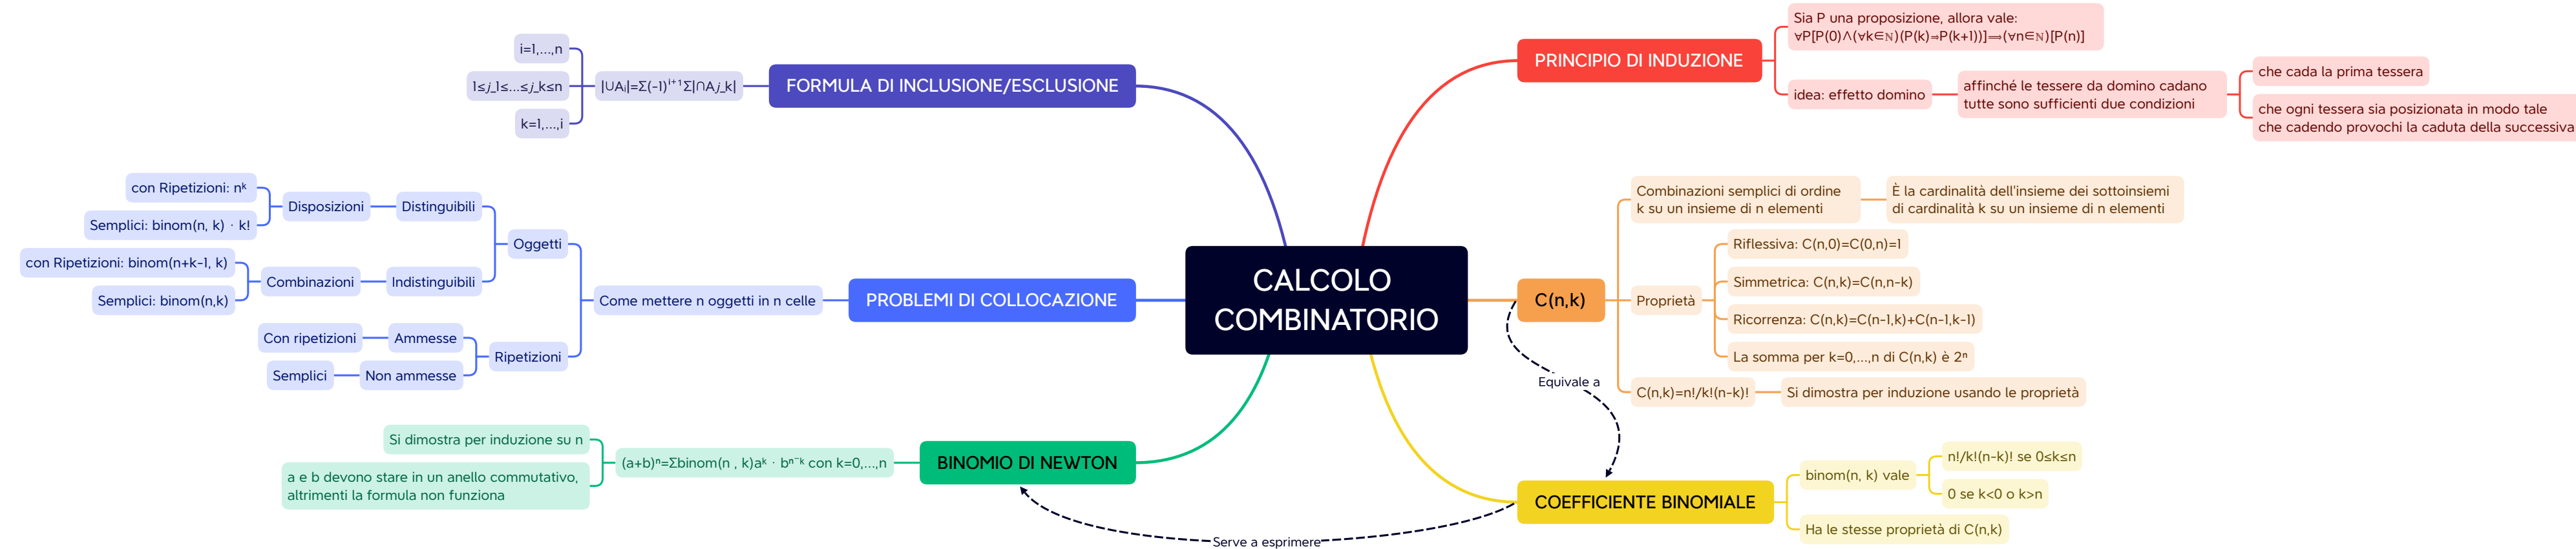 CALCOLO
COMBINATORIO
PRINCIPIO DI INDUZIONE
Sia P una proposizione, allora vale:
∀P[P(0)∧(∀k∈ℕ)(P(k)⇒P(k+1))]⟹(∀n∈ℕ)[P(n)]
idea: effetto domino
affinché le tessere da domino cadano
tutte sono sufficienti due condizioni
che cada la prima tessera
che ogni tessera sia posizionata in modo tale
che cadendo provochi la caduta della successiva
C(n,k)
Combinazioni semplici di ordine
k su un insieme di n elementi
È la cardinalità dell'insieme dei sottoinsiemi
di cardinalità k su un insieme di n elementi
Proprietà
Riflessiva: C(n,0)=C(0,n)=1
Simmetrica: C(n,k)=C(n,n-k)
Ricorrenza: C(n,k)=C(n-1,k)+C(n-1,k-1)
La somma per k=0,...,n di C(n,k) è 2ⁿ
C(n,k)=n!/k!(n-k)!
Si dimostra per induzione usando le proprietà
Equivale a
COEFFICIENTE BINOMIALE
binom(n, k) vale
n!/k!(n-k)! se 0≤k≤n
0 se k<0 o k>n
Ha le stesse proprietà di C(n,k)
Serve a esprimere
FORMULA DI INCLUSIONE/ESCLUSIONE
|∪Aᵢ|=Σ(-1)ⁱ⁺¹Σ|∩A𝑗_k|
i=1,...,n
1≤𝑗_1≤...≤𝑗_k≤n
k=1,...,i
PROBLEMI DI COLLOCAZIONE
Come mettere n oggetti in n celle
Oggetti
Distinguibili
Disposizioni
con Ripetizioni: nᵏ
Semplici: binom(n, k) · k!
Indistinguibili
Combinazioni
con Ripetizioni: binom(n+k-1, k)
Semplici: binom(n,k)
Ripetizioni
Ammesse
Con ripetizioni
Non ammesse
Semplici
BINOMIO DI NEWTON
(a+b)ⁿ=Σbinom(n , k)aᵏ · bⁿ⁻ᵏ con k=0,...,n
Si dimostra per induzione su n
a e b devono stare in un anello commutativo,
altrimenti la formula non funziona